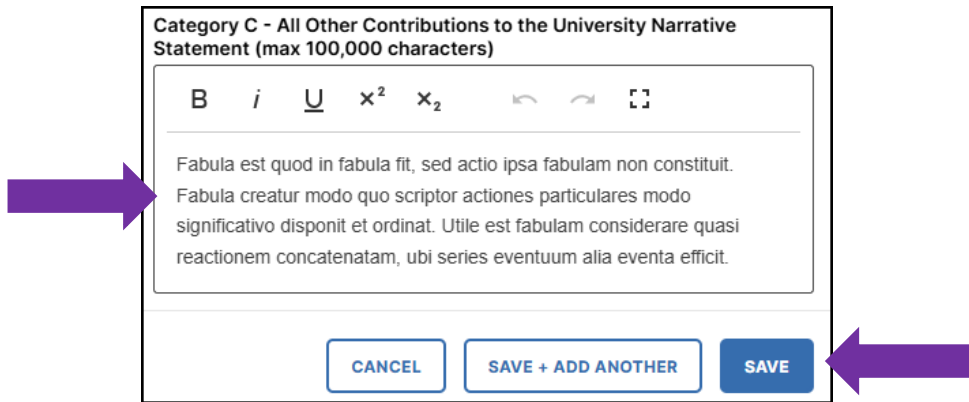 Category C - All Other Contributions to the University Narrative
Statement (max 100,000 characters)
B i U x² x₂
Fabula est quod in fabula fit, sed actio ipsa fabulam non constituit.
Fabula creatur modo quo scriptor actiones particulares modo
significativo disponit et ordinat. Utile est fabulam considerare quasi
reactionem concatenatam, ubi series eventuum alia eventa efficit.
CANCEL SAVE + ADD ANOTHER SAVE